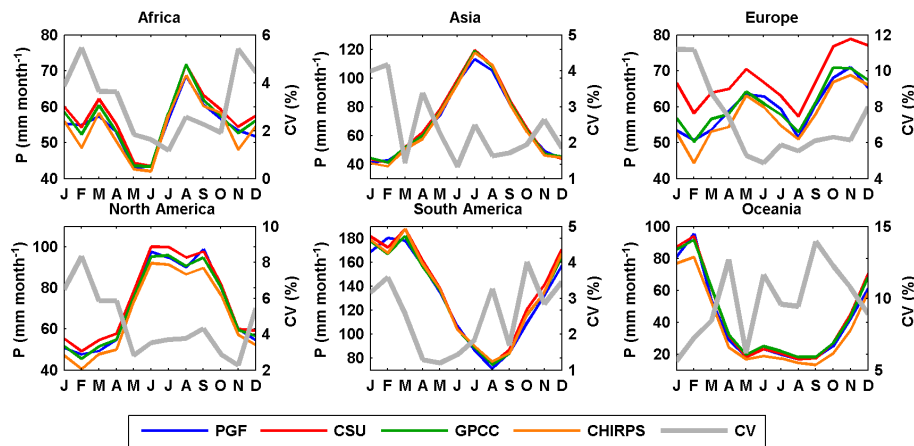 Africa
Asia
Europe
P (mm month⁻¹)
80
70
60
50
40
6
4
2
0
CV (%)
J F M A M J J A S O N D
P (mm month⁻¹)
120
100
80
60
40
5
4
3
2
1
CV (%)
J F M A M J J A S O N D
P (mm month⁻¹)
80
70
60
50
40
12
10
8
6
4
CV (%)
J F M A M J J A S O N D
North America
South America
Oceania
P (mm month⁻¹)
100
80
60
40
10
8
6
4
2
CV (%)
J F M A M J J A S O N D
P (mm month⁻¹)
180
160
140
120
100
80
5
4
3
2
1
CV (%)
J F M A M J J A S O N D
P (mm month⁻¹)
100
80
60
40
20
15
10
5
CV (%)
J F M A M J J A S O N D
PGF CSU GPCC CHIRPS CV